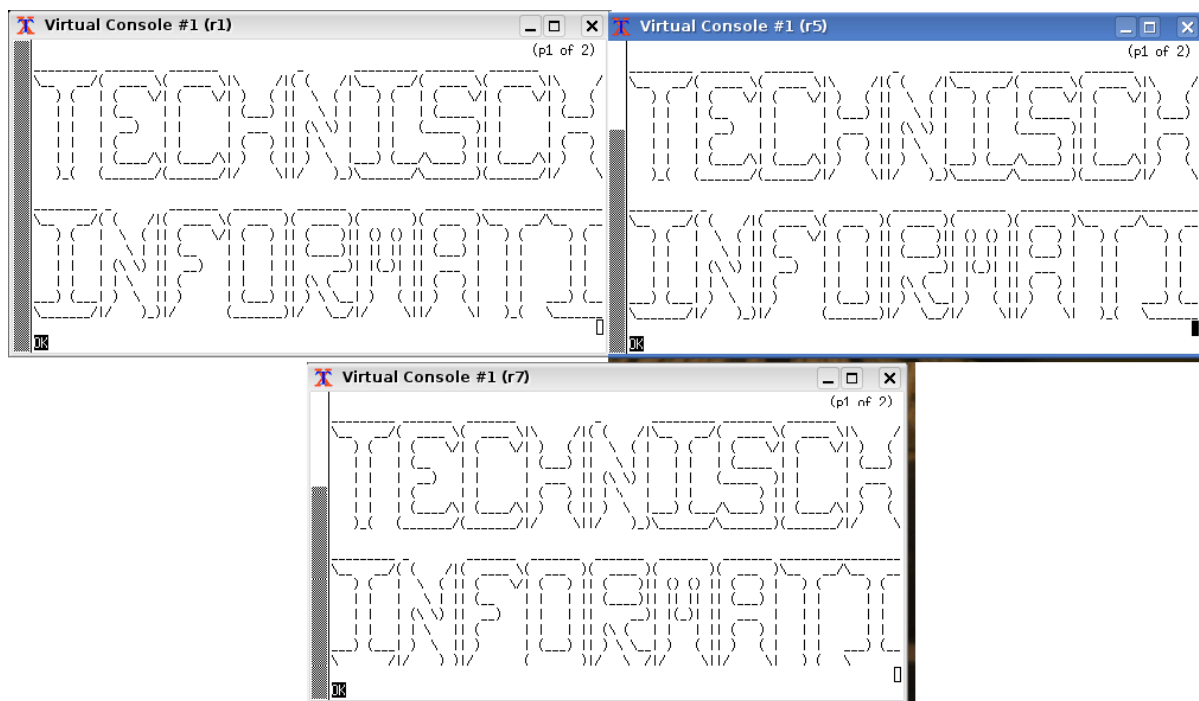 Virtual Console #1 (r1)
(p1 of 2)
TECHNISCH
INFORMATI
OK
Virtual Console #1 (r5)
(p1 of 2)
TECHNISCH
INFORMATI
OK
Virtual Console #1 (r7)
(p1 of 2)
TECHNISCH
INFORMATI
OK